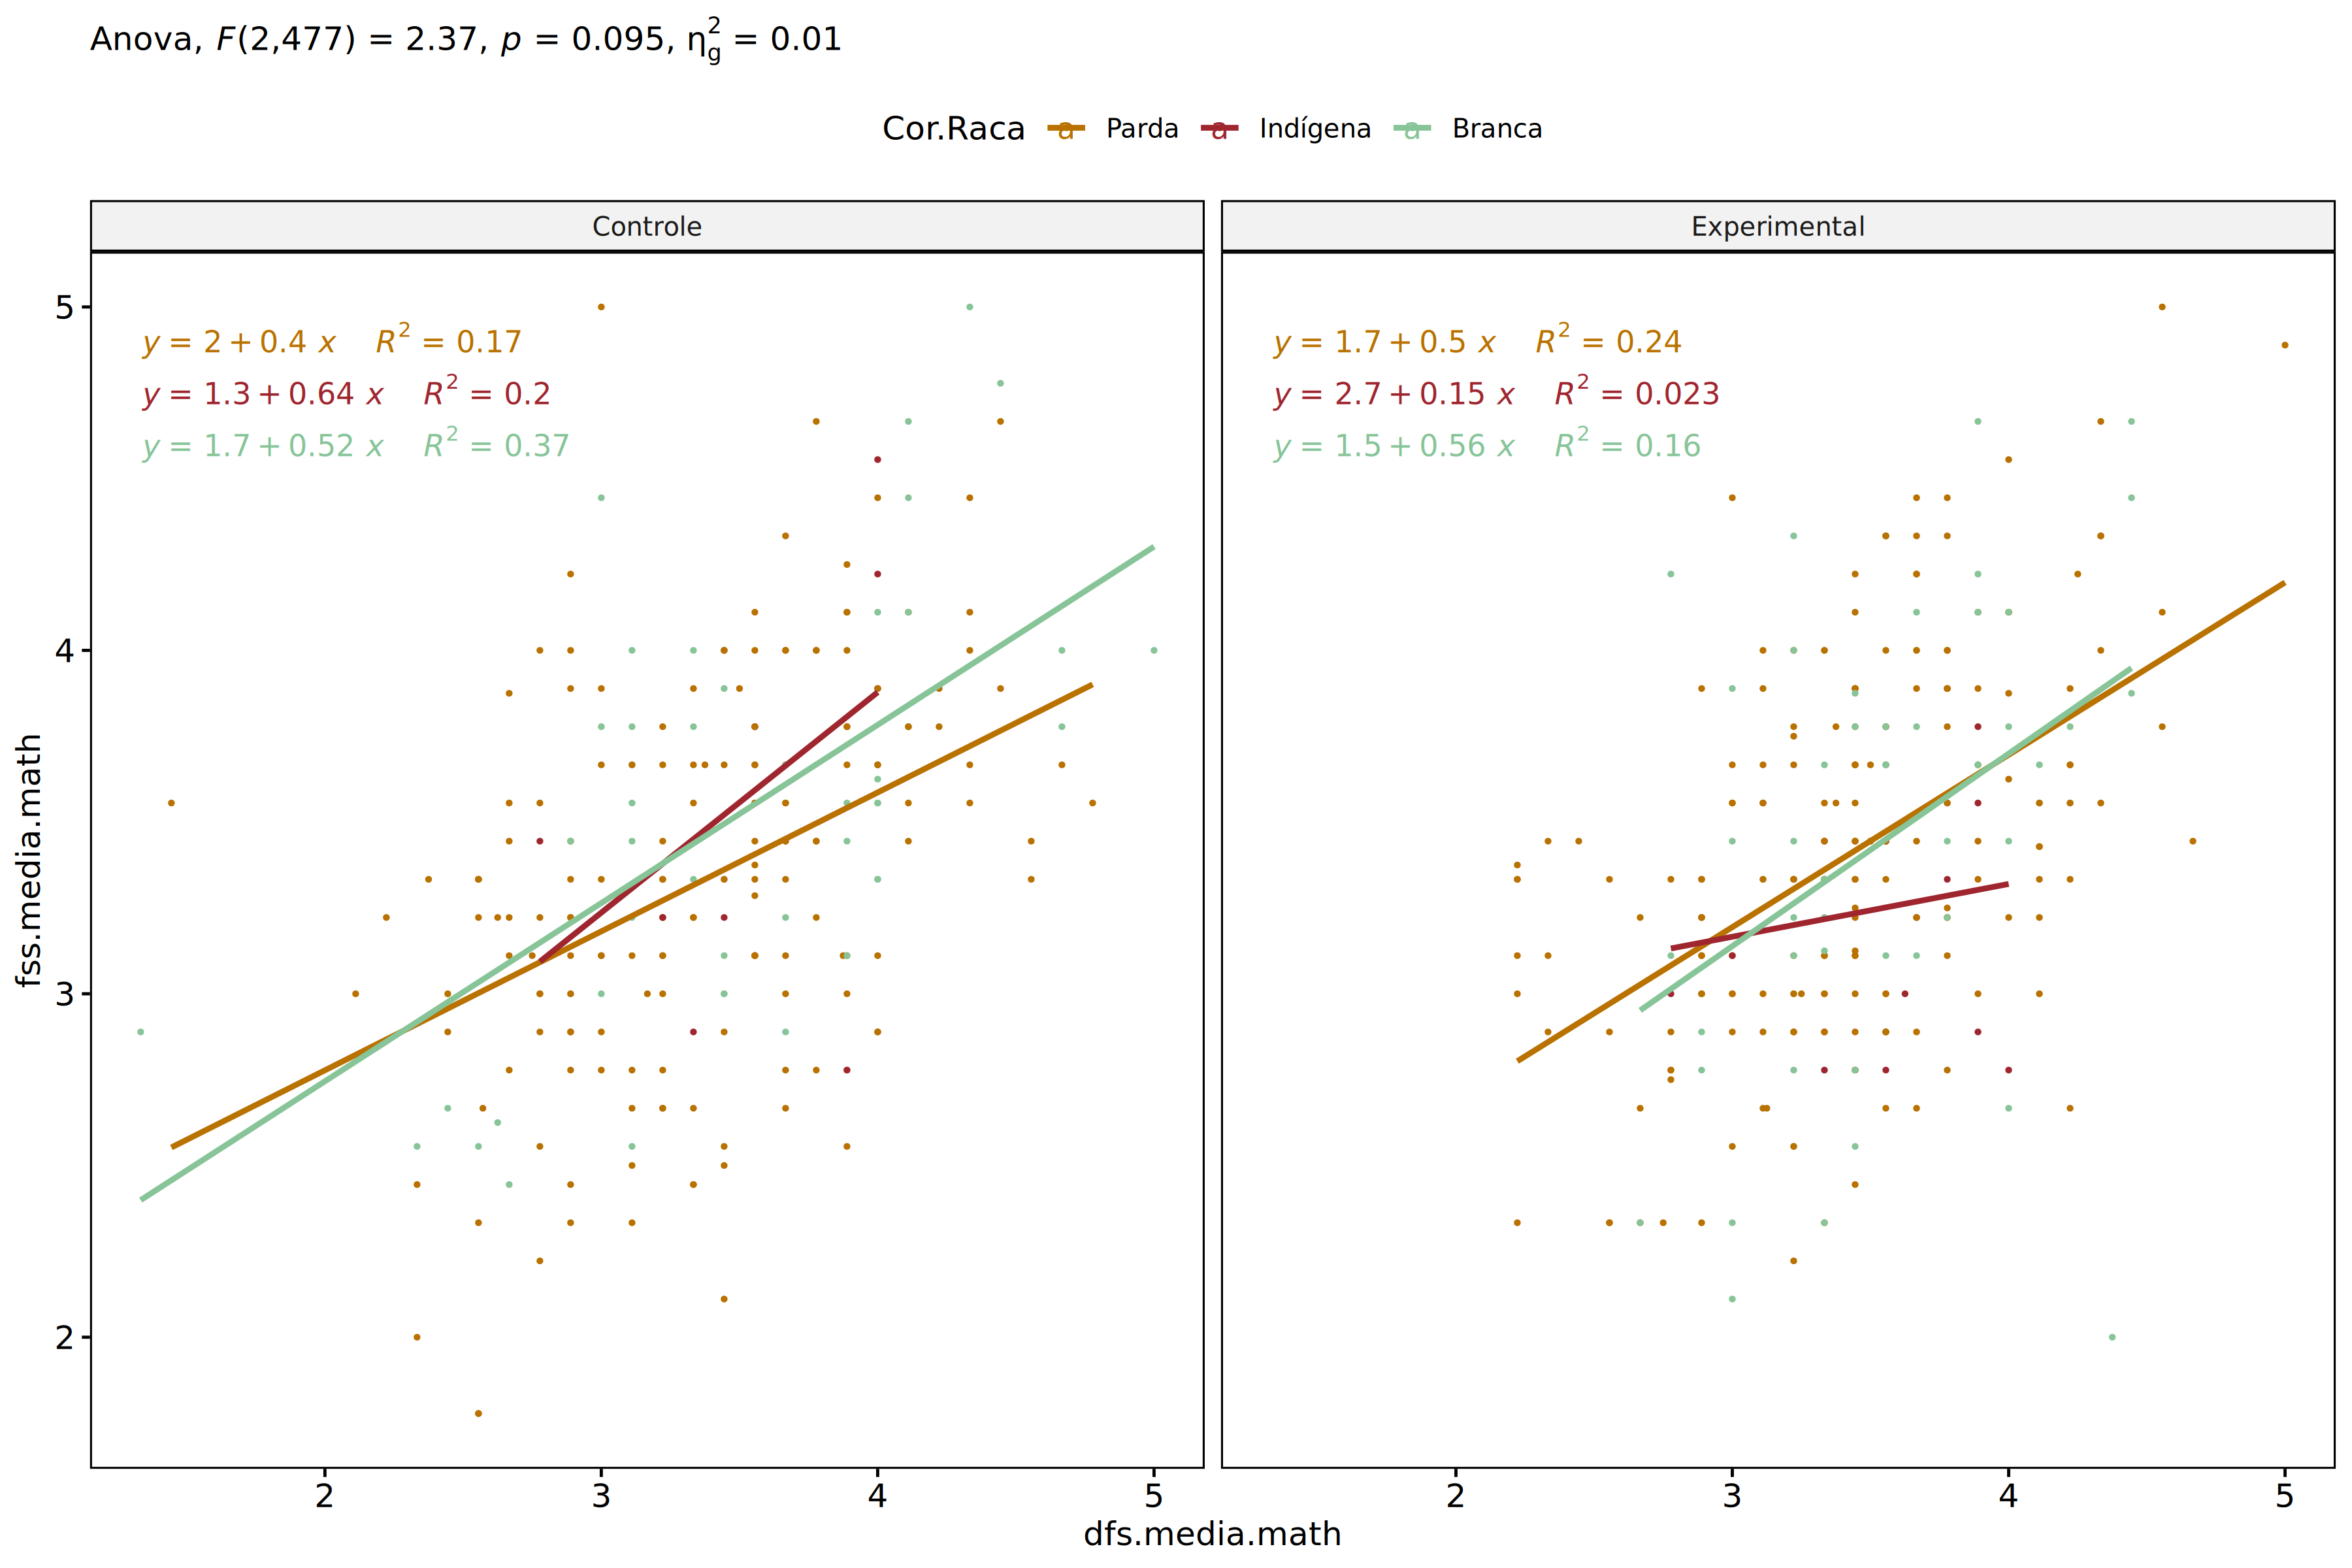 Anova, F(2,477) = 2.37, p = 0.095, η²g = 0.01
Cor.Raca a Parda a Indígena a Branca
Controle
Experimental
y = 2 + 0.4 x R² = 0.17
y = 1.3 + 0.64 x R² = 0.2
y = 1.7 + 0.52 x R² = 0.37
y = 1.7 + 0.5 x R² = 0.24
y = 2.7 + 0.15 x R² = 0.023
y = 1.5 + 0.56 x R² = 0.16
fss.media.math
5
4
3
2
2 3 4 5
2 3 4 5
dfs.media.math